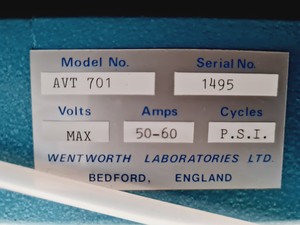 Model No. Serial No.
AVT 701 1495
Volts Amps Cycles
MAX 50-60 P.S.I.
WENTWORTH LABORATORIES LTD.
BEDFORD, ENGLAND